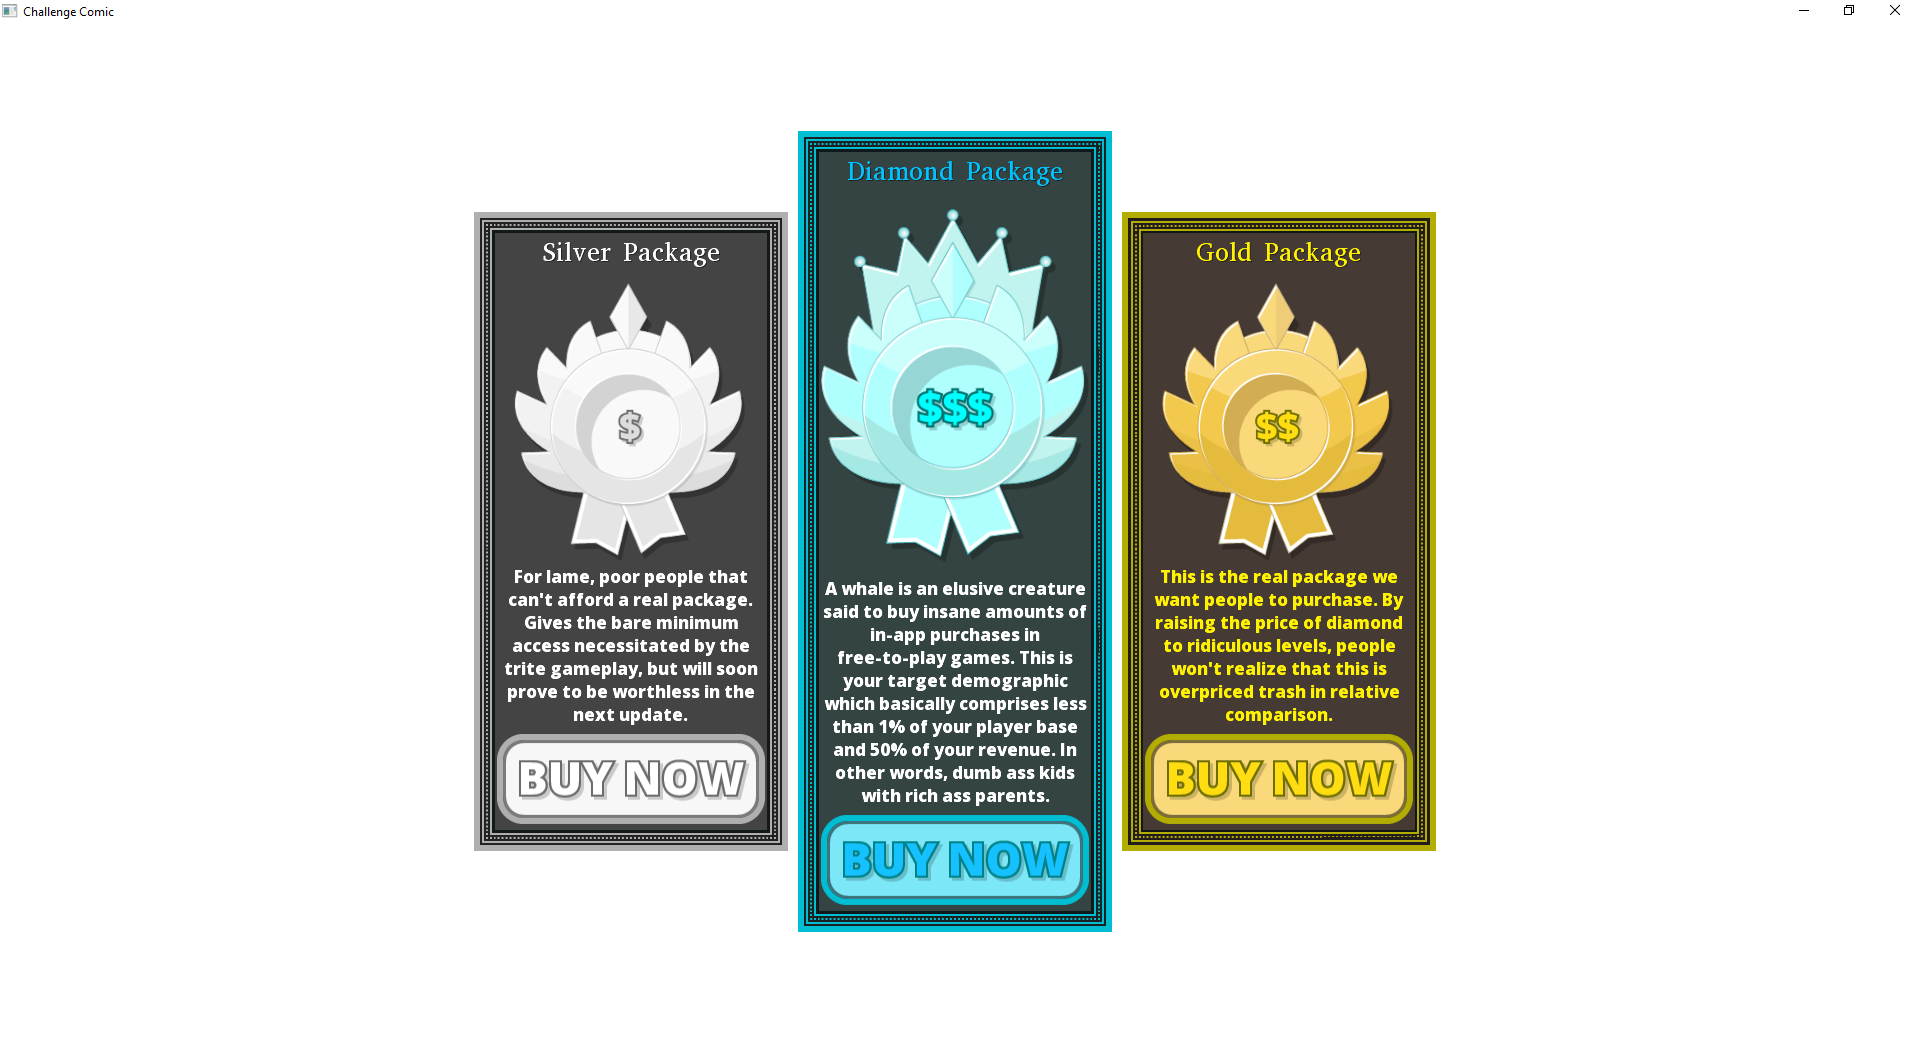 Challenge Comic
Silver Package
$
For lame, poor people that
can't afford a real package.
Gives the bare minimum
access necessitated by the
trite gameplay, but will soon
prove to be worthless in the
next update.
BUY NOW
Diamond Package
$$$
A whale is an elusive creature
said to buy insane amounts of
in-app purchases in
free-to-play games. This is
your target demographic
which basically comprises less
than 1% of your player base
and 50% of your revenue. In
other words, dumb ass kids
with rich ass parents.
BUY NOW
Gold Package
$$
This is the real package we
want people to purchase. By
raising the price of diamond
to ridiculous levels, people
won't realize that this is
overpriced trash in relative
comparison.
BUY NOW